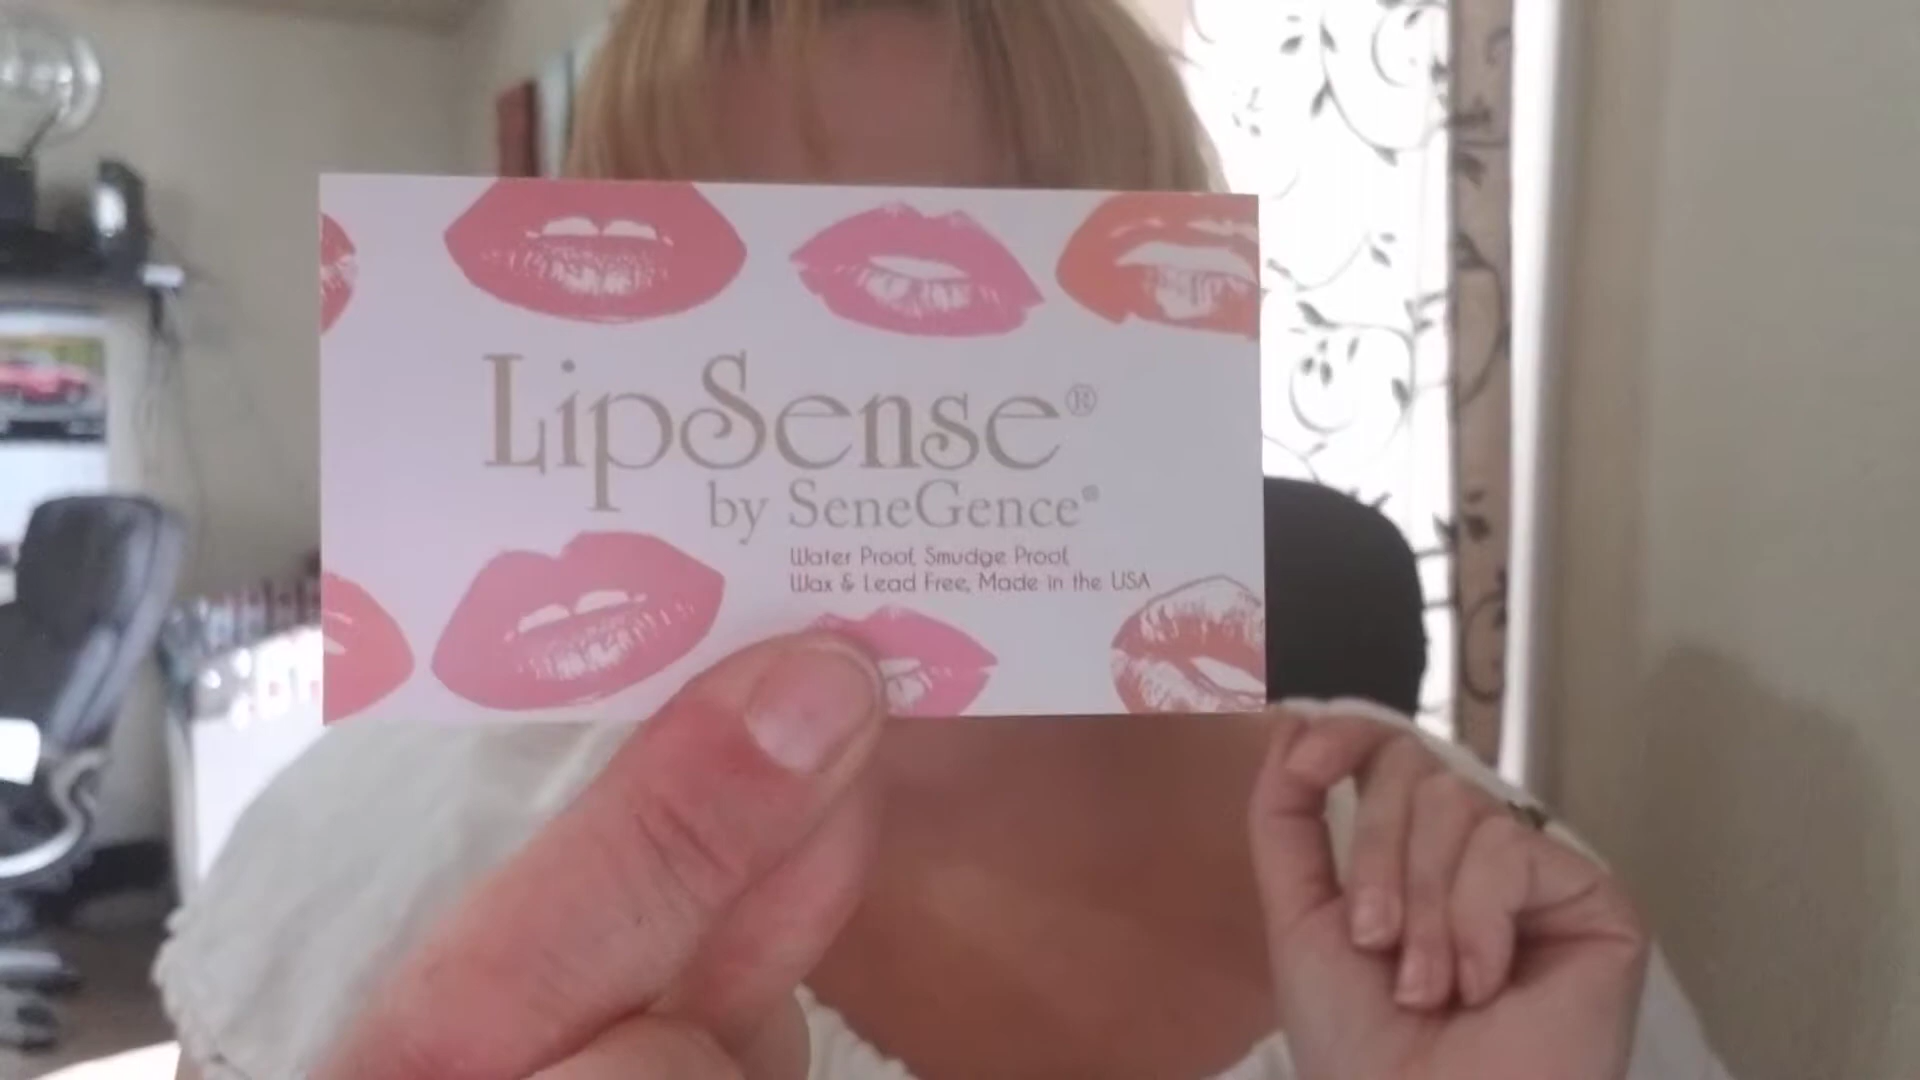 LipSense®
by SeneGence®
Water Proof, Smudge Proof,
Wax & Lead Free, Made in the USA